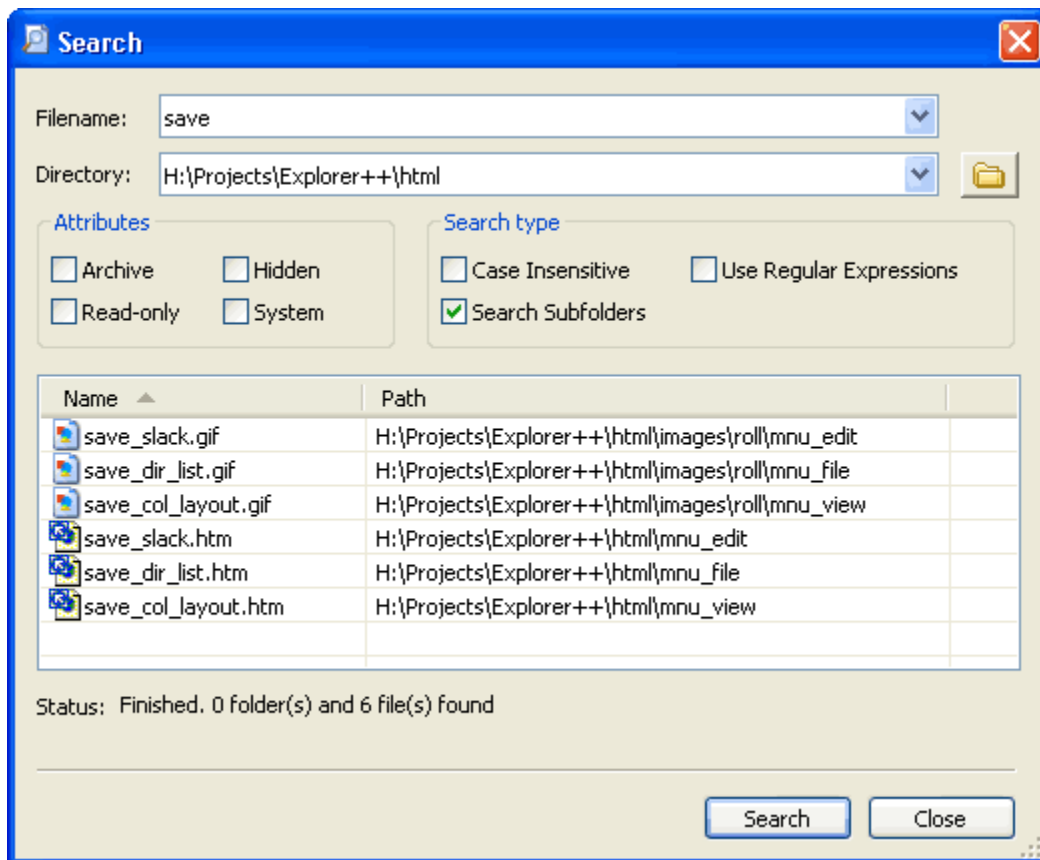 Search
Filename: save
Directory: H:\Projects\Explorer++\html
Attributes Search type
Archive Hidden Case Insensitive Use Regular Expressions
Read-only System Search Subfolders
Name Path
save_slack.gif H:\Projects\Explorer++\html\images\roll\mnu_edit
save_dir_list.gif H:\Projects\Explorer++\html\images\roll\mnu_file
save_col_layout.gif H:\Projects\Explorer++\html\images\roll\mnu_view
save_slack.htm H:\Projects\Explorer++\html\mnu_edit
save_dir_list.htm H:\Projects\Explorer++\html\mnu_file
save_col_layout.htm H:\Projects\Explorer++\html\mnu_view
Status: Finished. 0 folder(s) and 6 file(s) found
Search Close